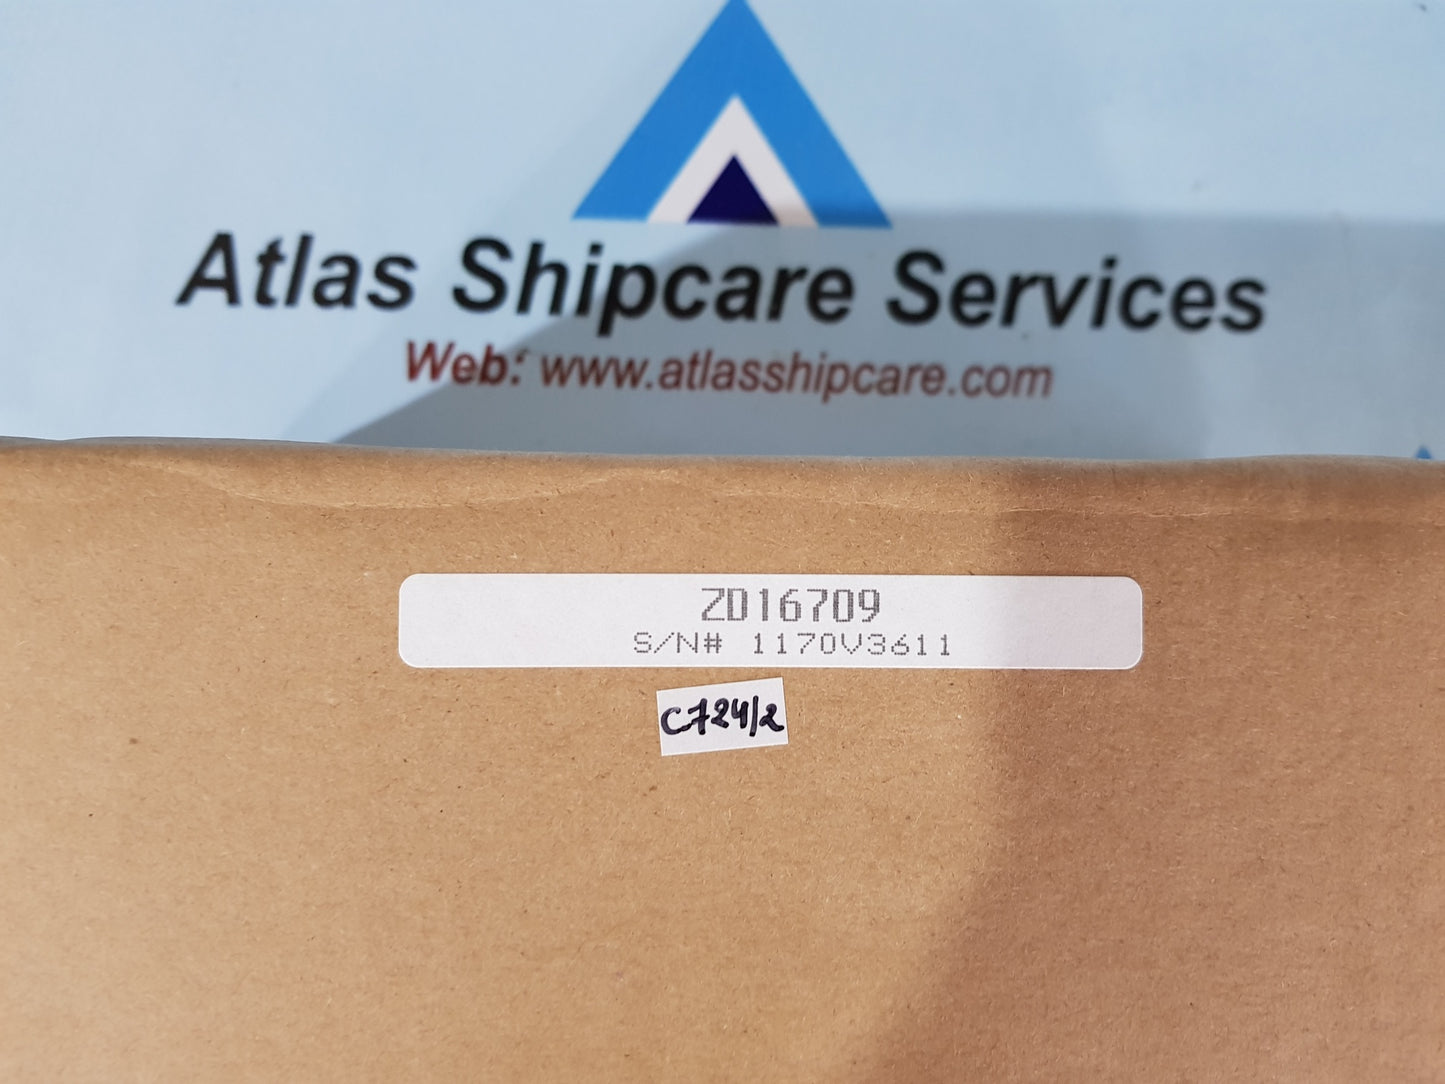 Atlas Shipcare Services
Web: www.atlasshipcare.com
ZD16709
S/N# 1170V3611
C724/2